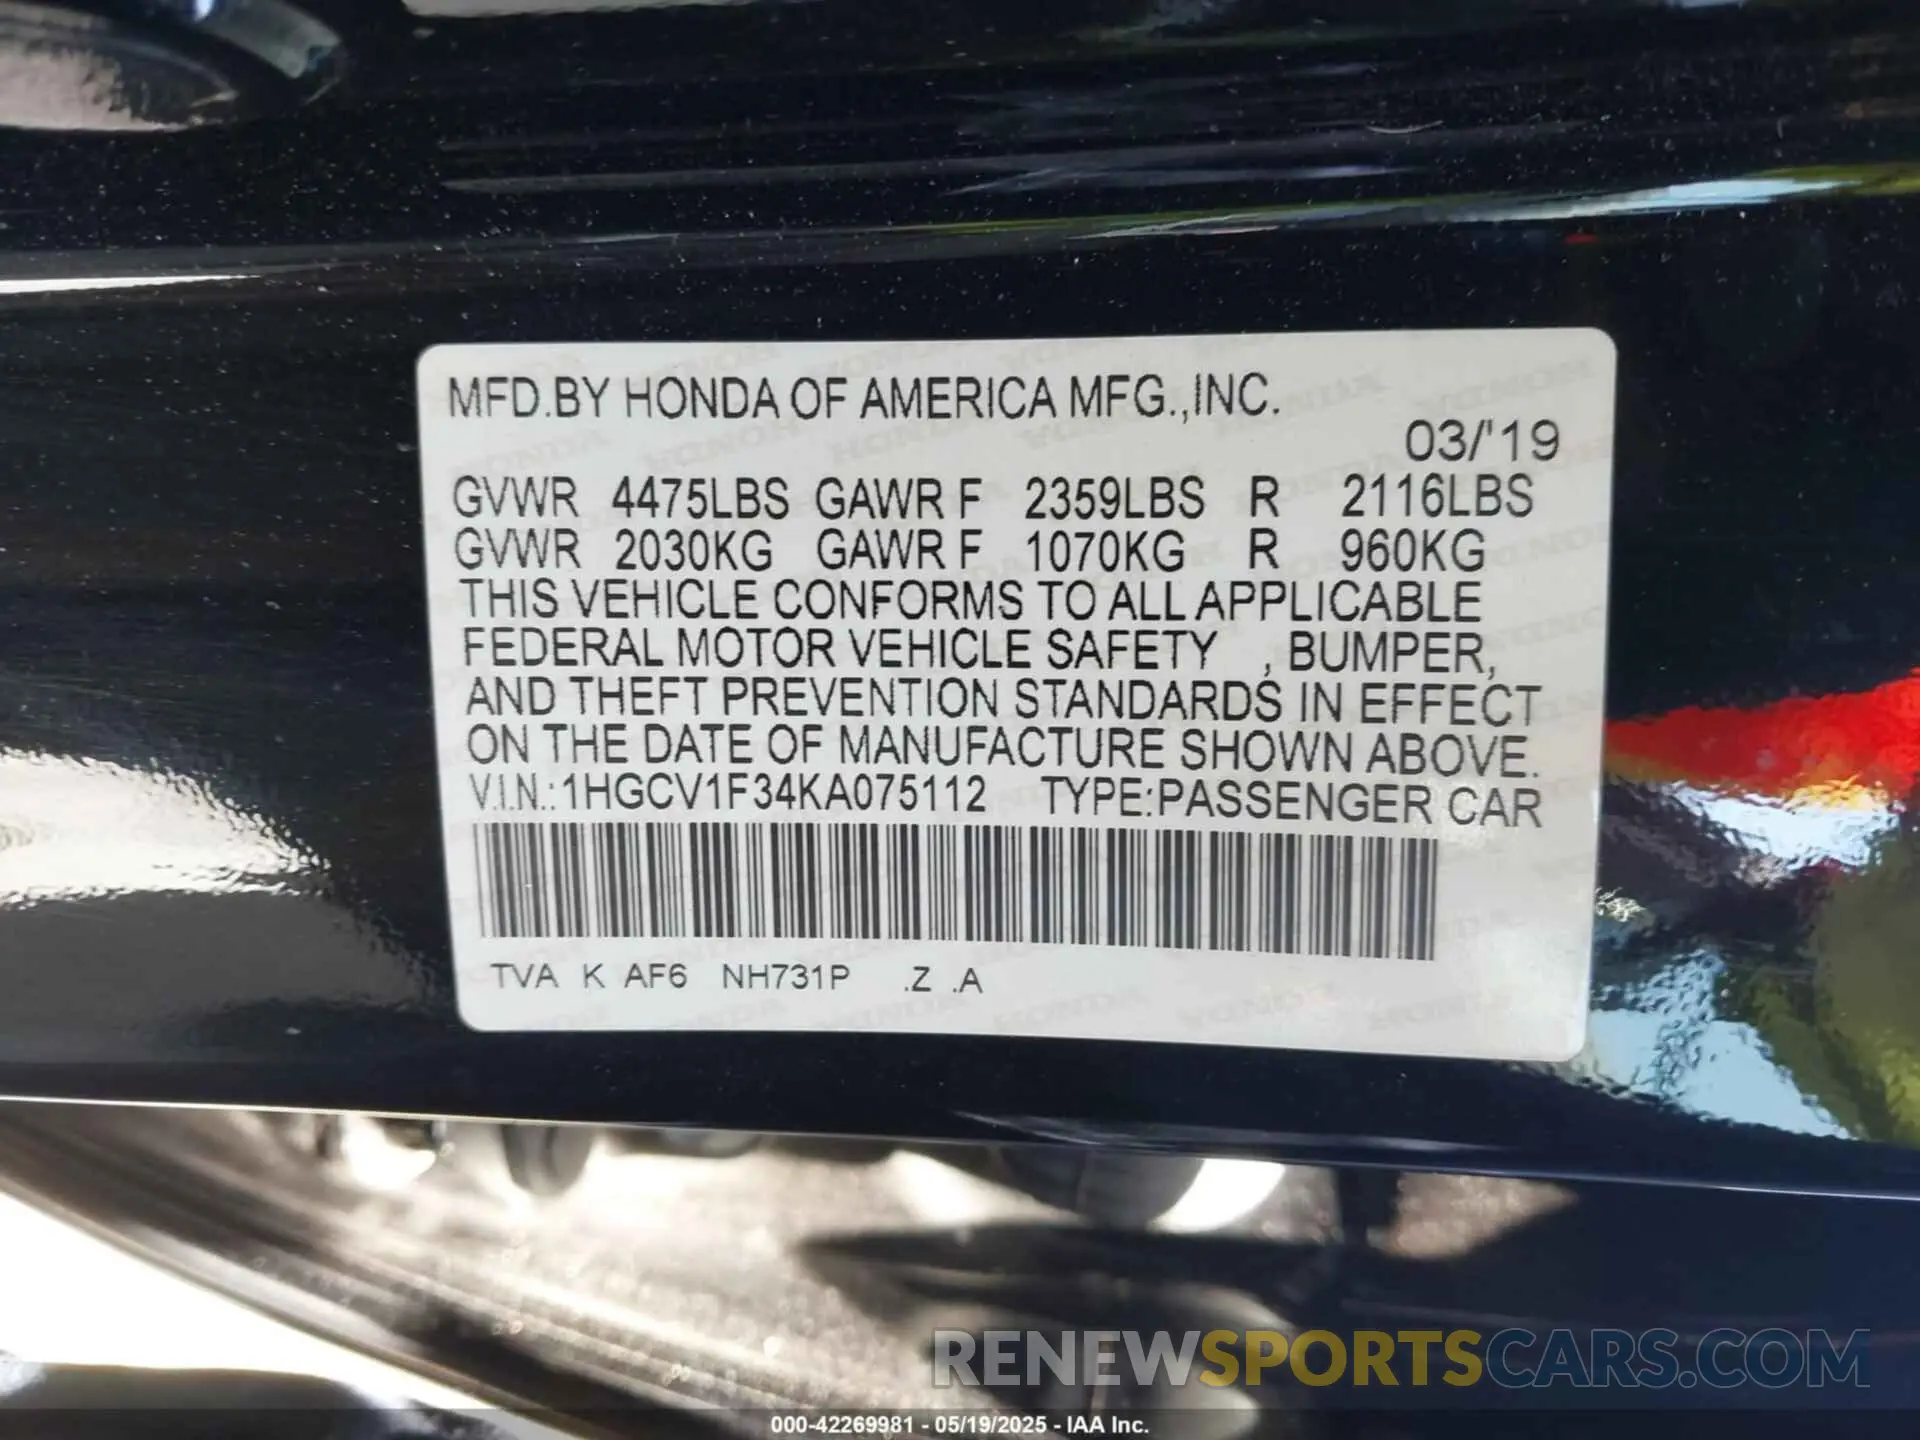 MFD.BY HONDA OF AMERICA MFG.,INC.
03/'19
GVWR 4475LBS GAWR F 2359LBS R 2116LBS
GVWR 2030KG GAWR F 1070KG R 960KG
THIS VEHICLE CONFORMS TO ALL APPLICABLE
FEDERAL MOTOR VEHICLE SAFETY , BUMPER,
AND THEFT PREVENTION STANDARDS IN EFFECT
ON THE DATE OF MANUFACTURE SHOWN ABOVE.
V.I.N.:1HGCV1F34KA075112 TYPE:PASSENGER CAR
TVA K AF6 NH731P .Z .A
RENEWSPORTSCARS.COM
000-42269981 - 05/19/2025 - IAA Inc.